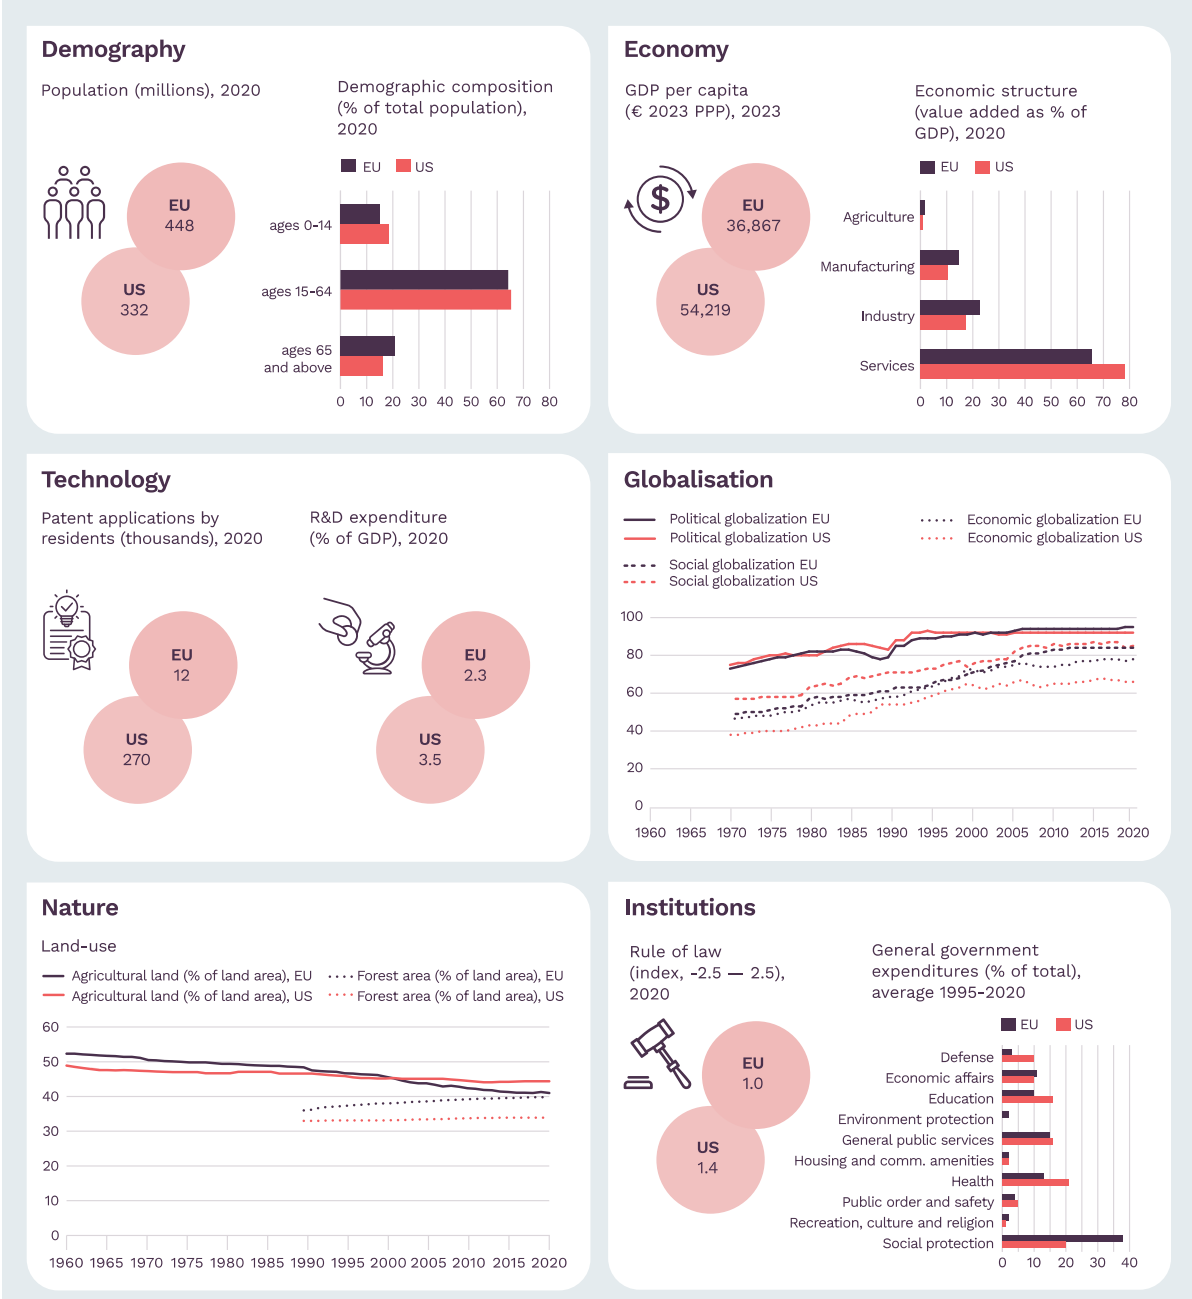 Demography
Population (millions), 2020
EU
448
US
332
Demographic composition
(% of total population),
2020
EU US
ages 0-14
ages 15-64
ages 65
and above
0 10 20 30 40 50 60 70 80
Economy
GDP per capita
(€ 2023 PPP), 2023
$
EU
36,867
US
54,219
Economic structure
(value added as % of
GDP), 2020
EU US
Agriculture
Manufacturing
Industry
Services
0 10 20 30 40 50 60 70 80
Technology
Patent applications by
residents (thousands), 2020
EU
12
US
270
R&D expenditure
(% of GDP), 2020
EU
2.3
US
3.5
Globalisation
Political globalization EU
Political globalization US
Social globalization EU
Social globalization US
Economic globalization EU
Economic globalization US
100
80
60
40
20
0
1960 1965 1970 1975 1980 1985 1990 1995 2000 2005 2010 2015 2020
Nature
Land-use
Agricultural land (% of land area), EU
Agricultural land (% of land area), US
Forest area (% of land area), EU
Forest area (% of land area), US
60
50
40
30
20
10
0
1960 1965 1970 1975 1980 1985 1990 1995 2000 2005 2010 2015 2020
Institutions
Rule of law
(index, -2.5 — 2.5),
2020
EU
1.0
US
1.4
General government
expenditures (% of total),
average 1995-2020
EU US
Defense
Economic affairs
Education
Environment protection
General public services
Housing and comm. amenities
Health
Public order and safety
Recreation, culture and religion
Social protection
0 10 20 30 40